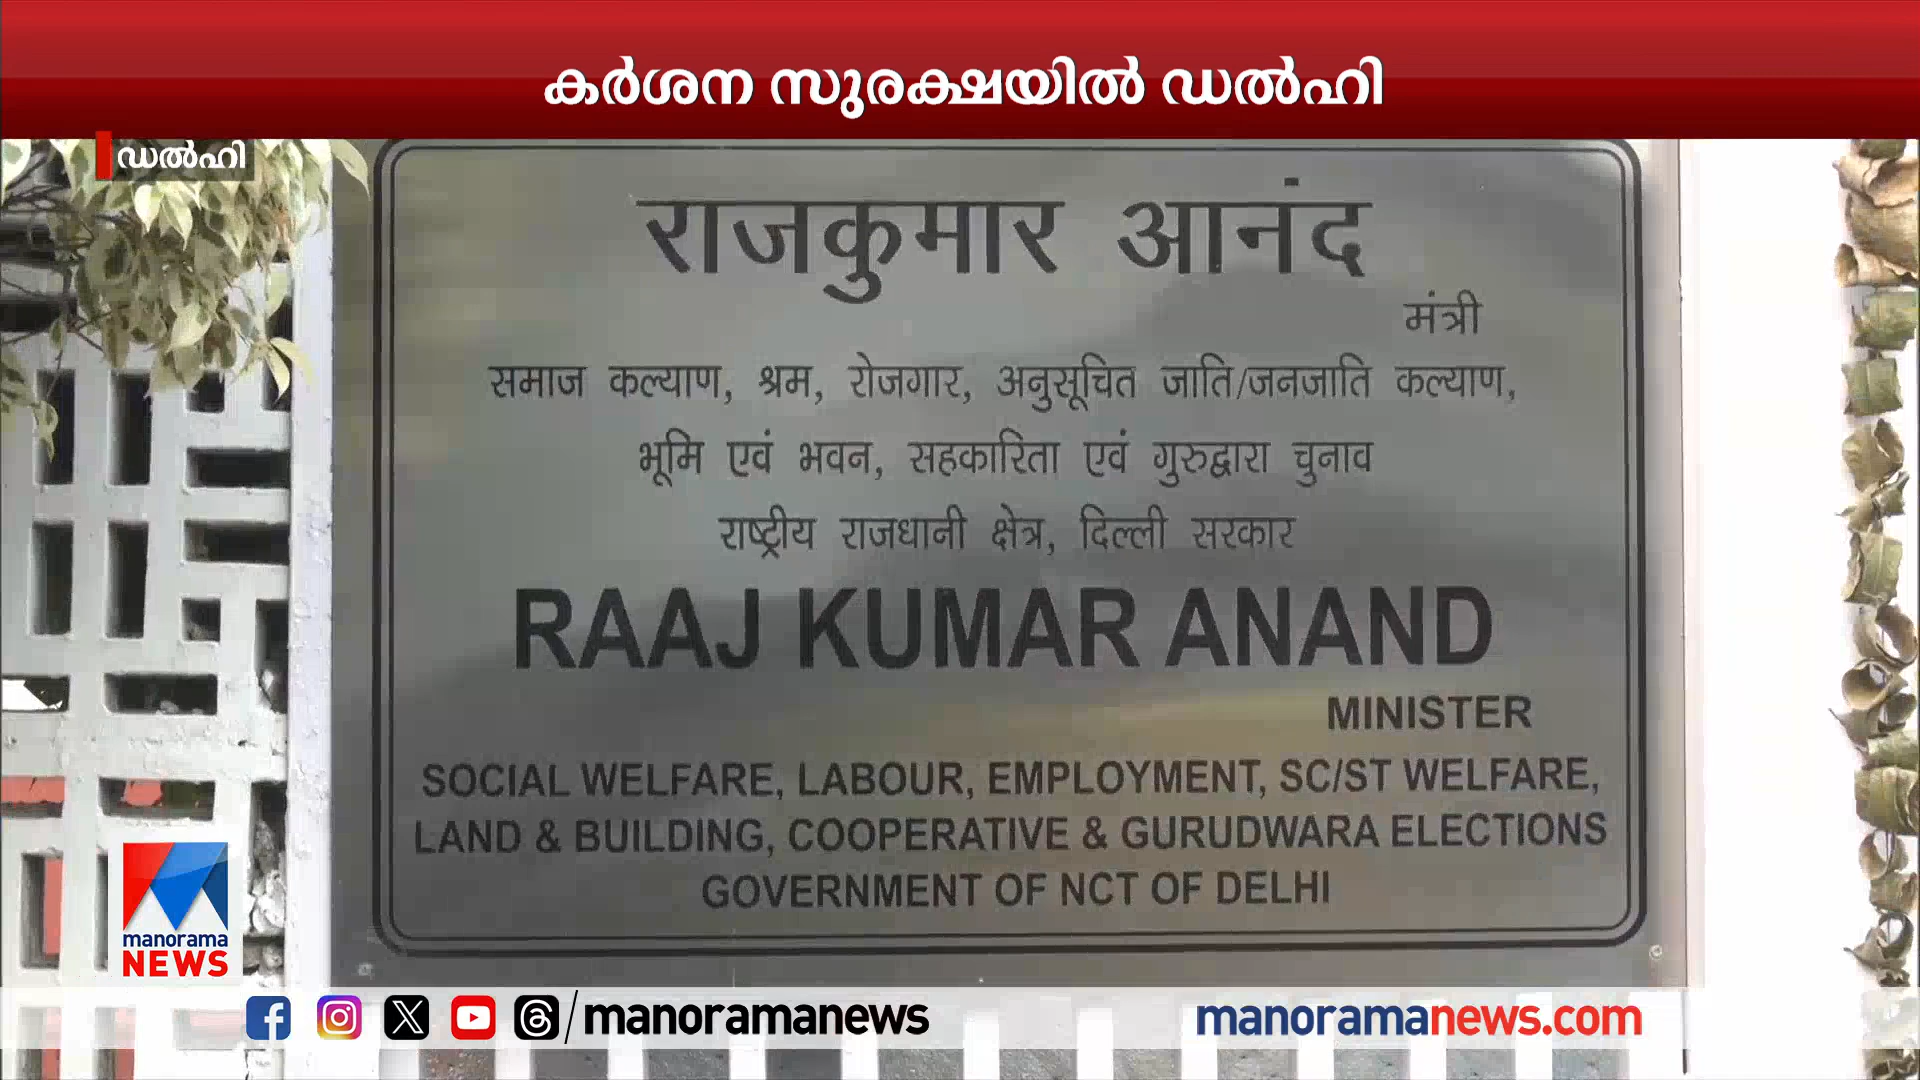 കർശന സുരക്ഷയിൽ ഡൽഹി
ഡൽഹി
राजकुमार आनंद
मंत्री
समाज कल्याण, श्रम, रोजगार, अनुसूचित जाति/जनजाति कल्याण,
भूमि एवं भवन, सहकारिता एवं गुरुद्वारा चुनाव
राष्ट्रीय राजधानी क्षेत्र, दिल्ली सरकार
RAAJ KUMAR ANAND
MINISTER
SOCIAL WELFARE, LABOUR, EMPLOYMENT, SC/ST WELFARE,
LAND & BUILDING, COOPERATIVE & GURUDWARA ELECTIONS
GOVERNMENT OF NCT OF DELHI
manorama
NEWS
/manoramanews
manoramanews.com